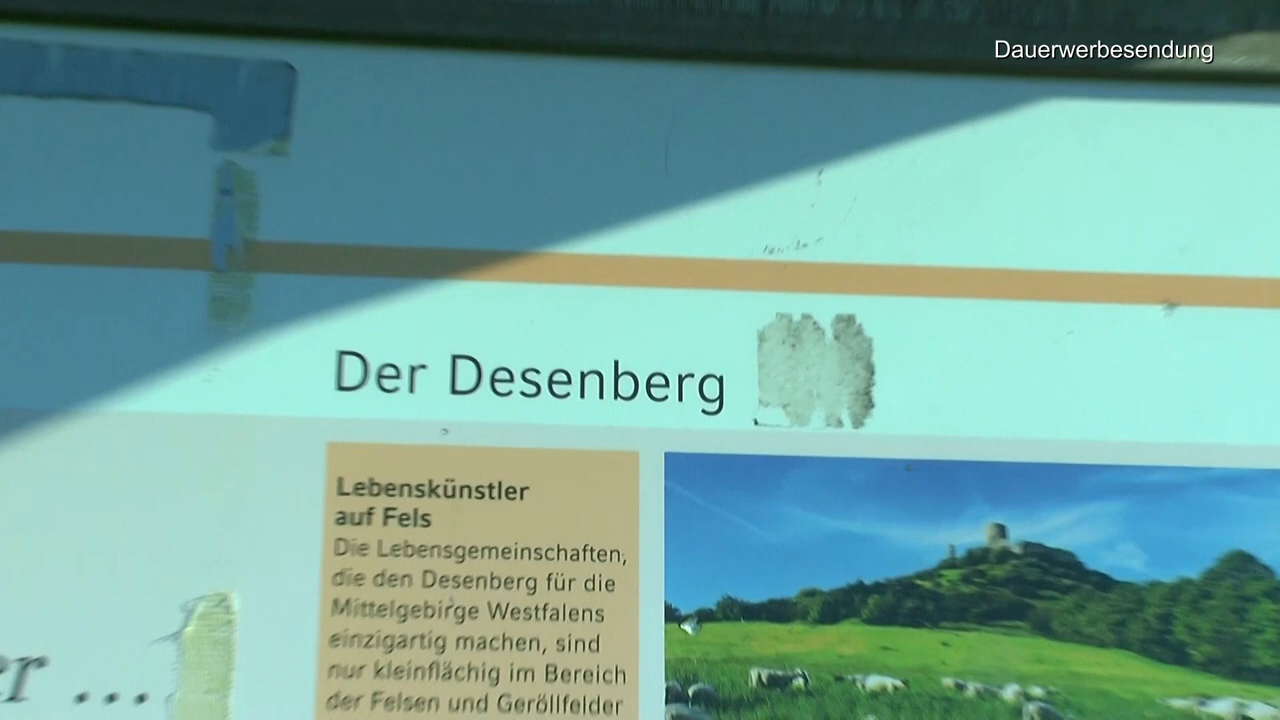 Dauerwerbesendung
Der Desenberg
Lebenskünstler
auf Fels
Die Lebensgemeinschaften,
die den Desenberg für die
Mittelgebirge Westfalens
einzigartig machen, sind
nur kleinflächig im Bereich
der Felsen und Geröllfelder
er ...